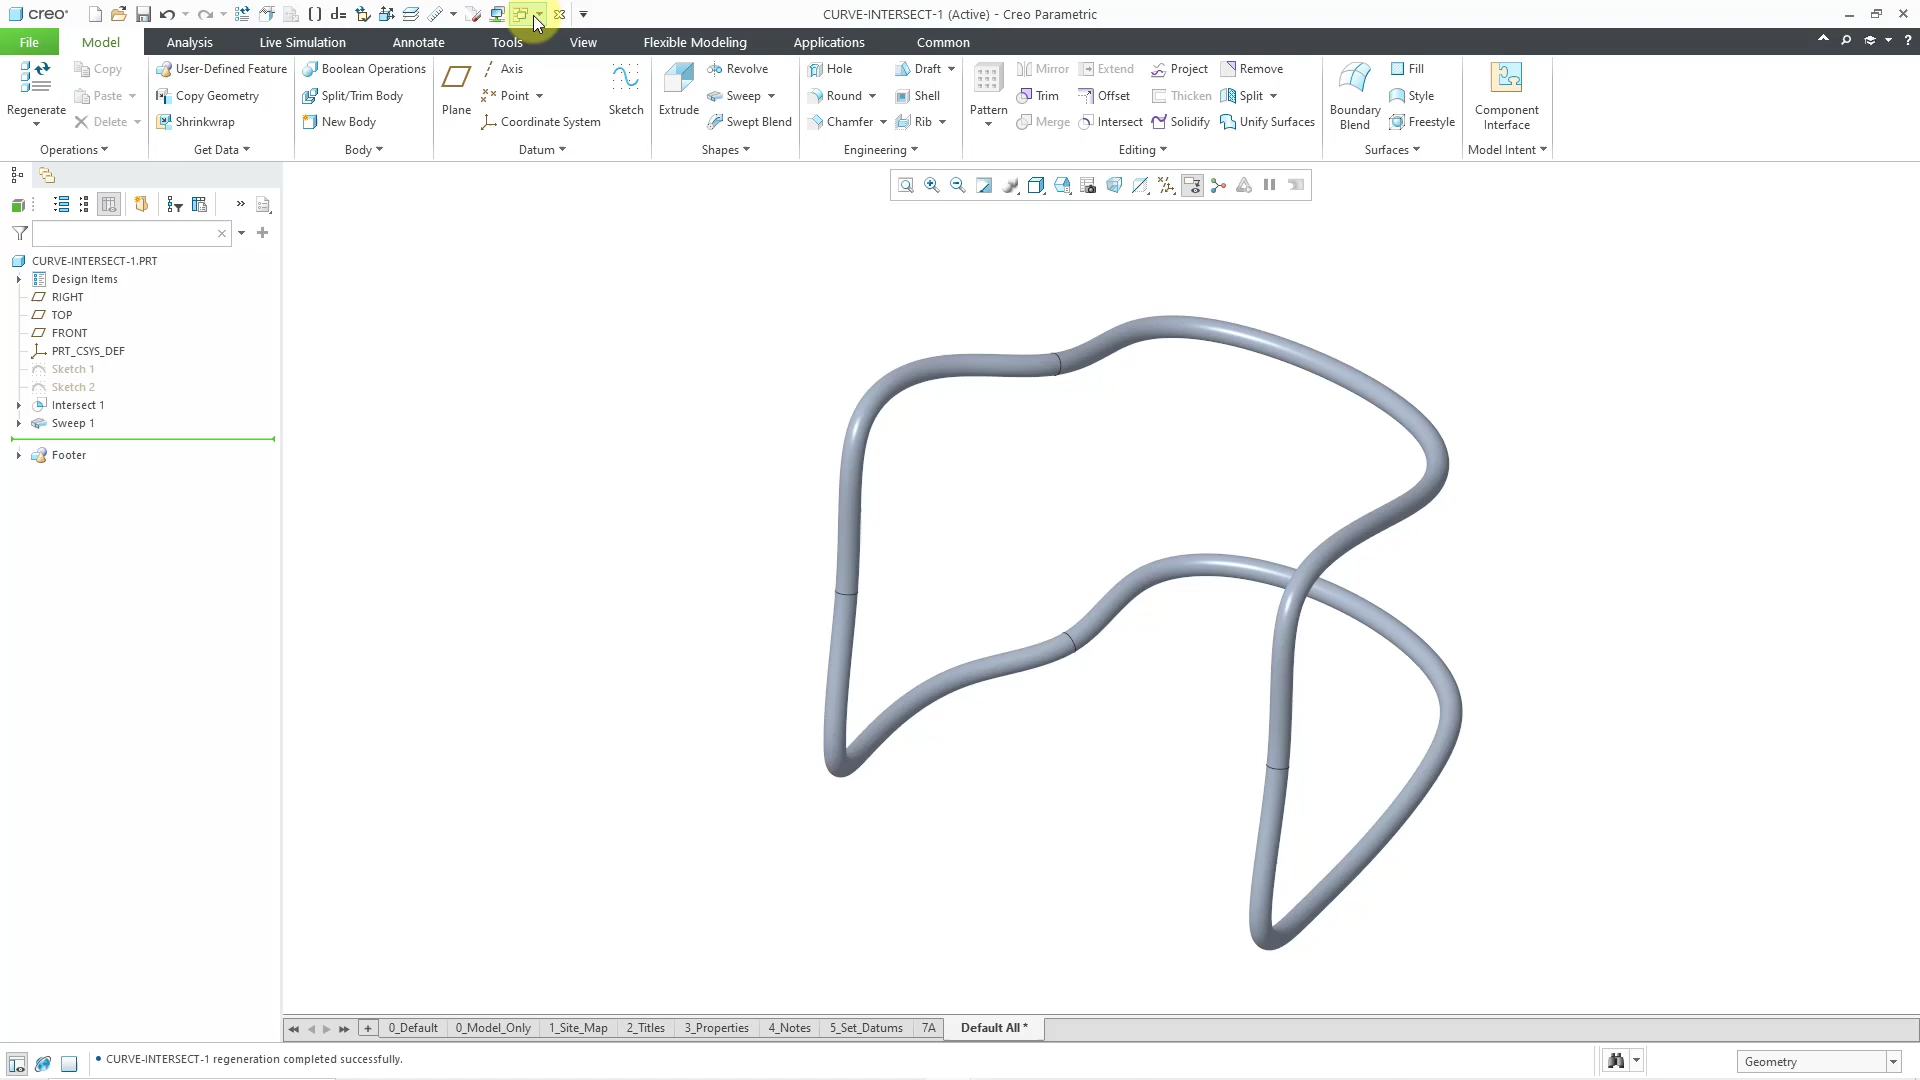 creo
CURVE-INTERSECT-1 (Active) - Creo Parametric
File
Model
Analysis
Live Simulation
Annotate
Tools
View
Flexible Modeling
Applications
Common
Regenerate
Copy
Paste
Delete
Operations
User-Defined Feature
Copy Geometry
Shrinkwrap
Get Data
Boolean Operations
Split/Trim Body
New Body
Body
Plane
Axis
Point
Coordinate System
Sketch
Datum
Extrude
Revolve
Sweep
Swept Blend
Shapes
Hole
Round
Chamfer
Draft
Shell
Rib
Engineering
Pattern
Mirror
Trim
Merge
Extend
Offset
Intersect
Project
Thicken
Solidify
Remove
Split
Unify Surfaces
Editing
Boundary
Blend
Fill
Style
Freestyle
Surfaces
Component
Interface
Model Intent
CURVE-INTERSECT-1.PRT
Design Items
RIGHT
TOP
FRONT
PRT_CSYS_DEF
Sketch 1
Sketch 2
Intersect 1
Sweep 1
Footer
0_Default
0_Model_Only
1_Site_Map
2_Titles
3_Properties
4_Notes
5_Set_Datums
7A
Default All *
• CURVE-INTERSECT-1 regeneration completed successfully.
Geometry